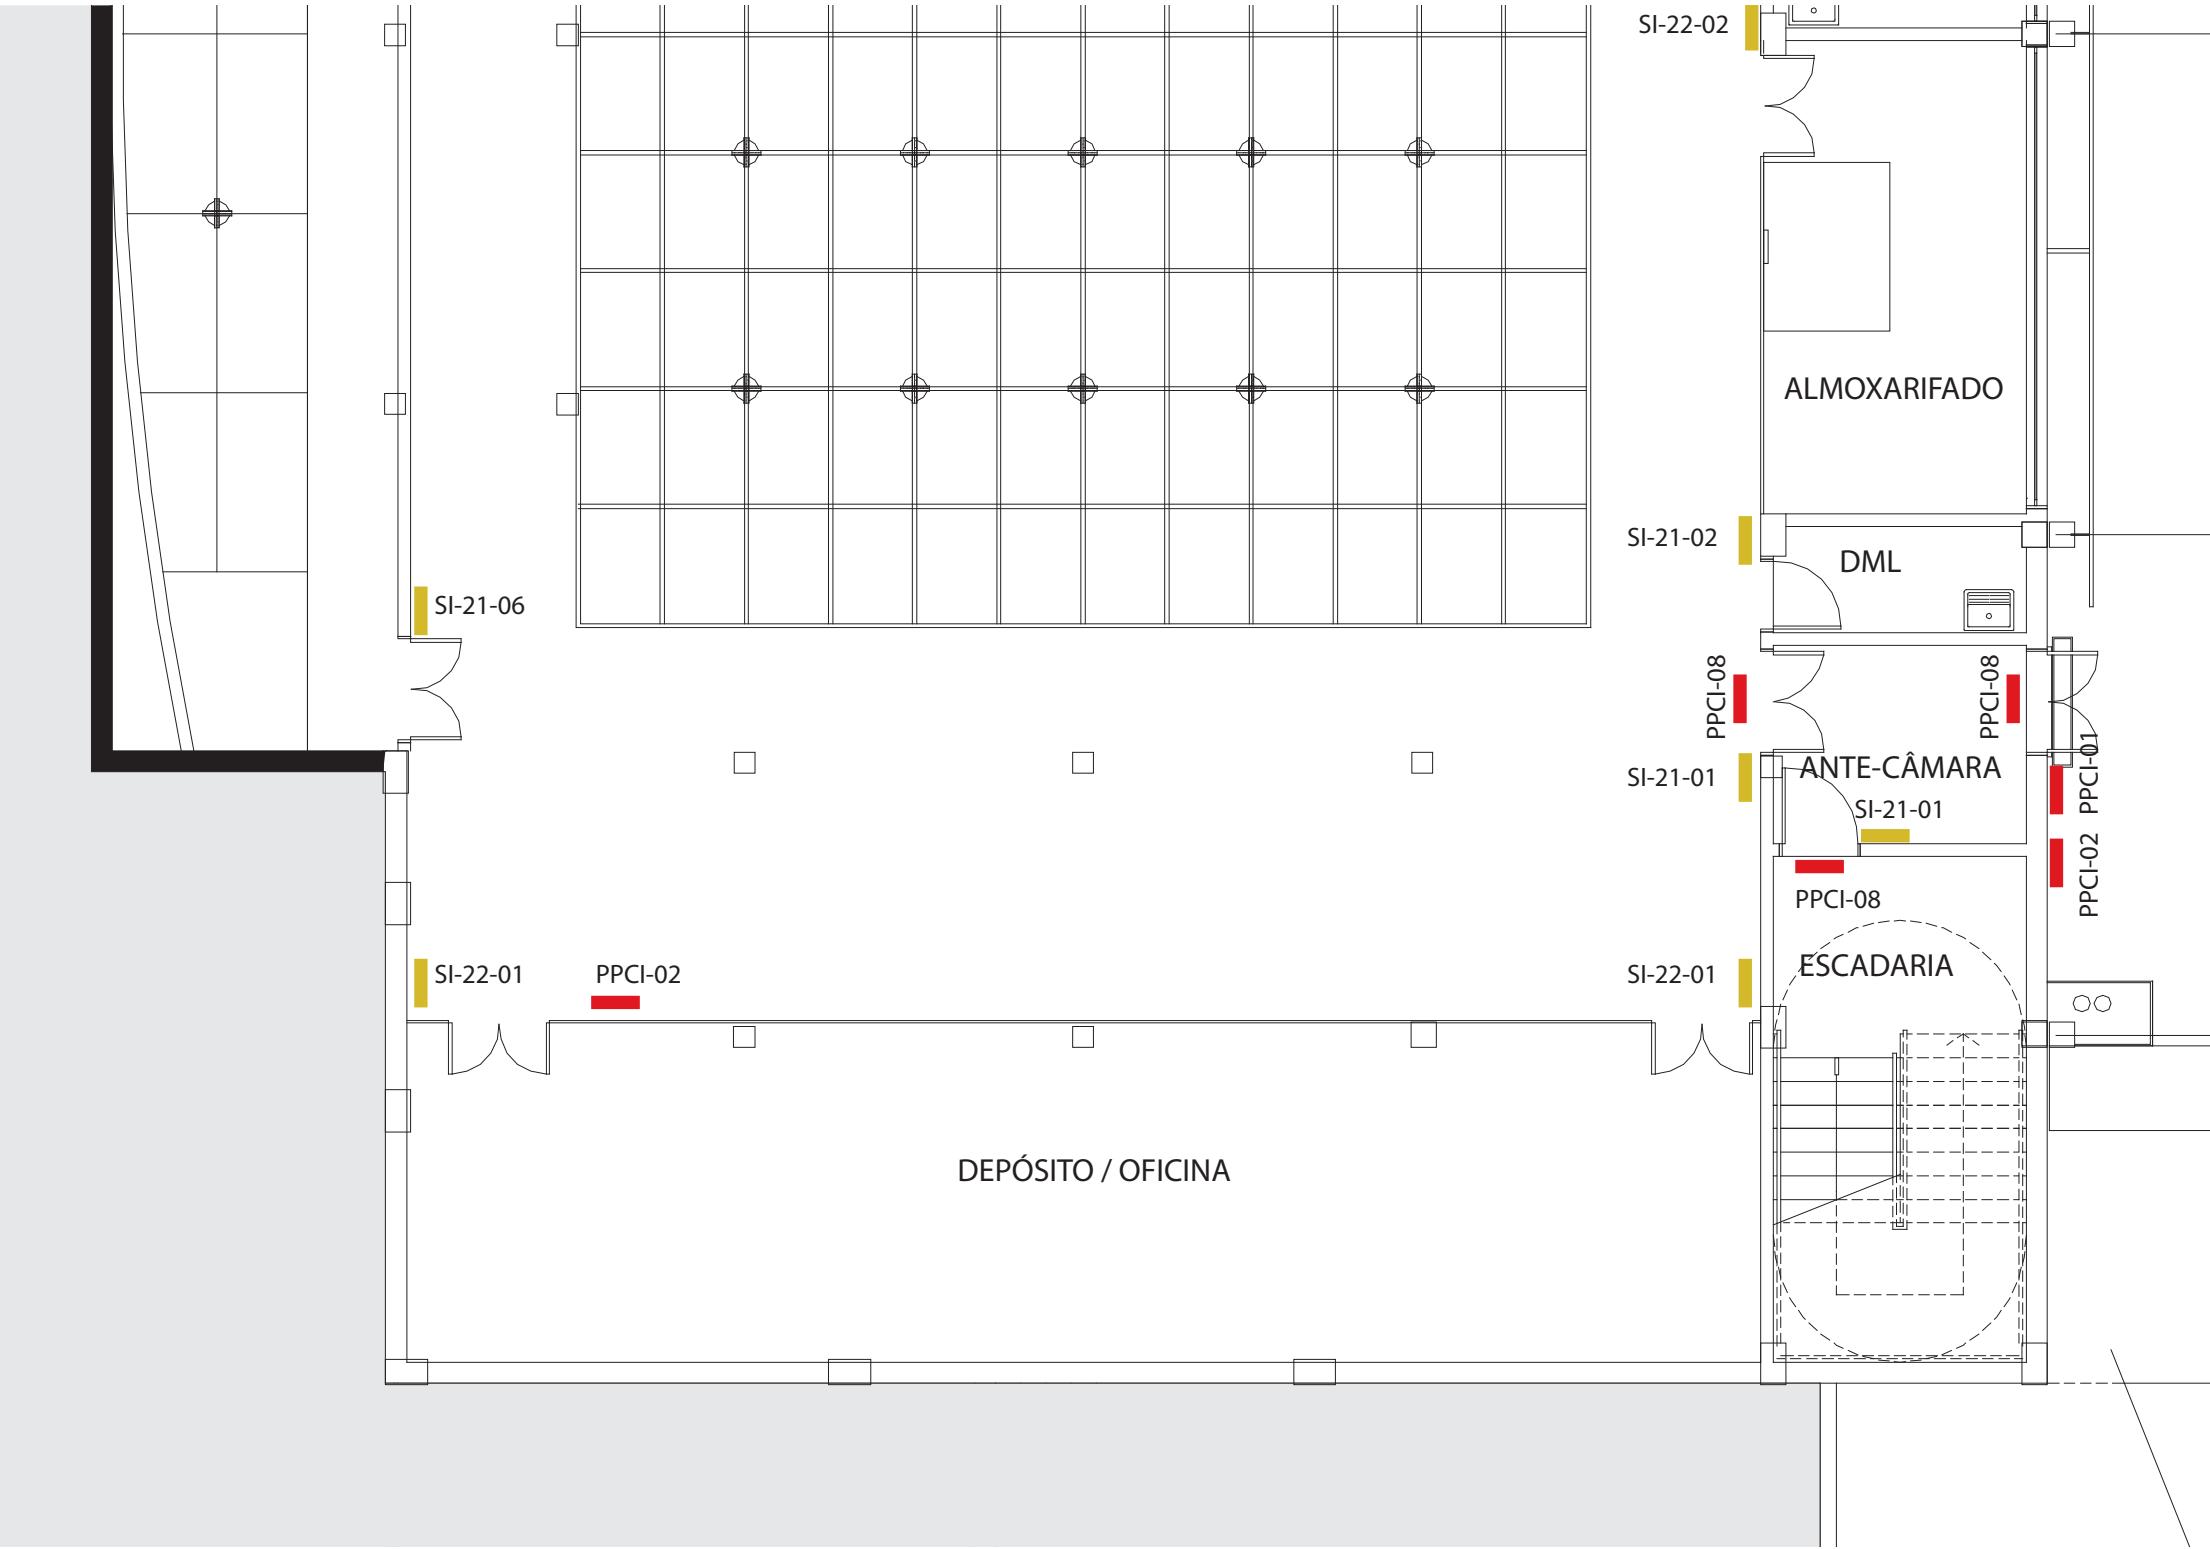 SI-22-02
ALMOXARIFADO
SI-21-02
DML
SI-21-06
PPCI-08
PPCI-08
PPCI-01
ANTE-CÂMARA
SI-21-01
SI-21-01
PPCI-02
PPCI-08
ESCADARIA
SI-22-01
PPCI-02
SI-22-01
DEPÓSITO / OFICINA